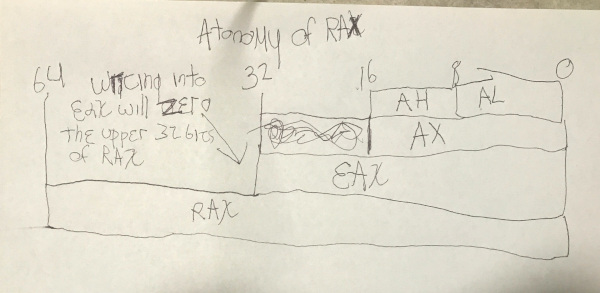 Atonomy of RAX
64 32 16 8 0
Writing into
EAX will zero
the upper 32 bits
of RAX
AH AL
AX
EAX
RAX